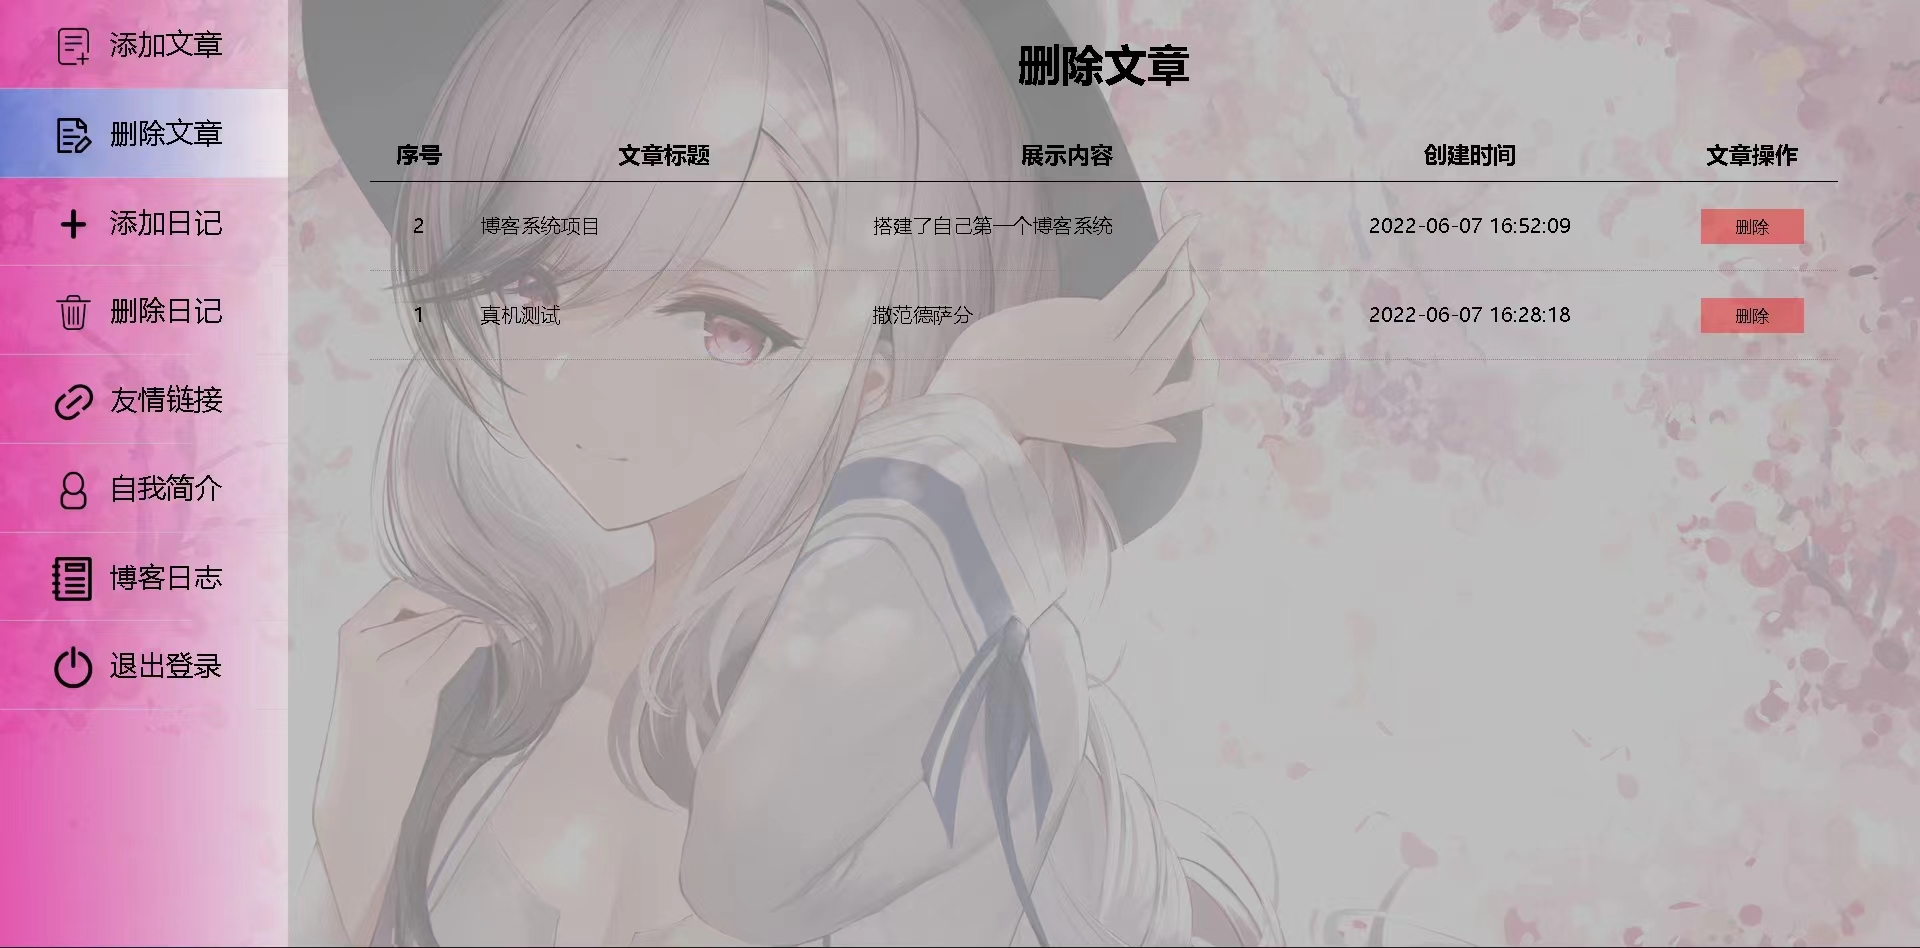 添加文章
删除文章
添加日记
删除日记
友情链接
自我简介
博客日志
退出登录
删除文章
序号 文章标题 展示内容 创建时间 文章操作
2 博客系统项目 搭建了自己第一个博客系统 2022-06-07 16:52:09 删除
1 真机测试 撒范德萨分 2022-06-07 16:28:18 删除